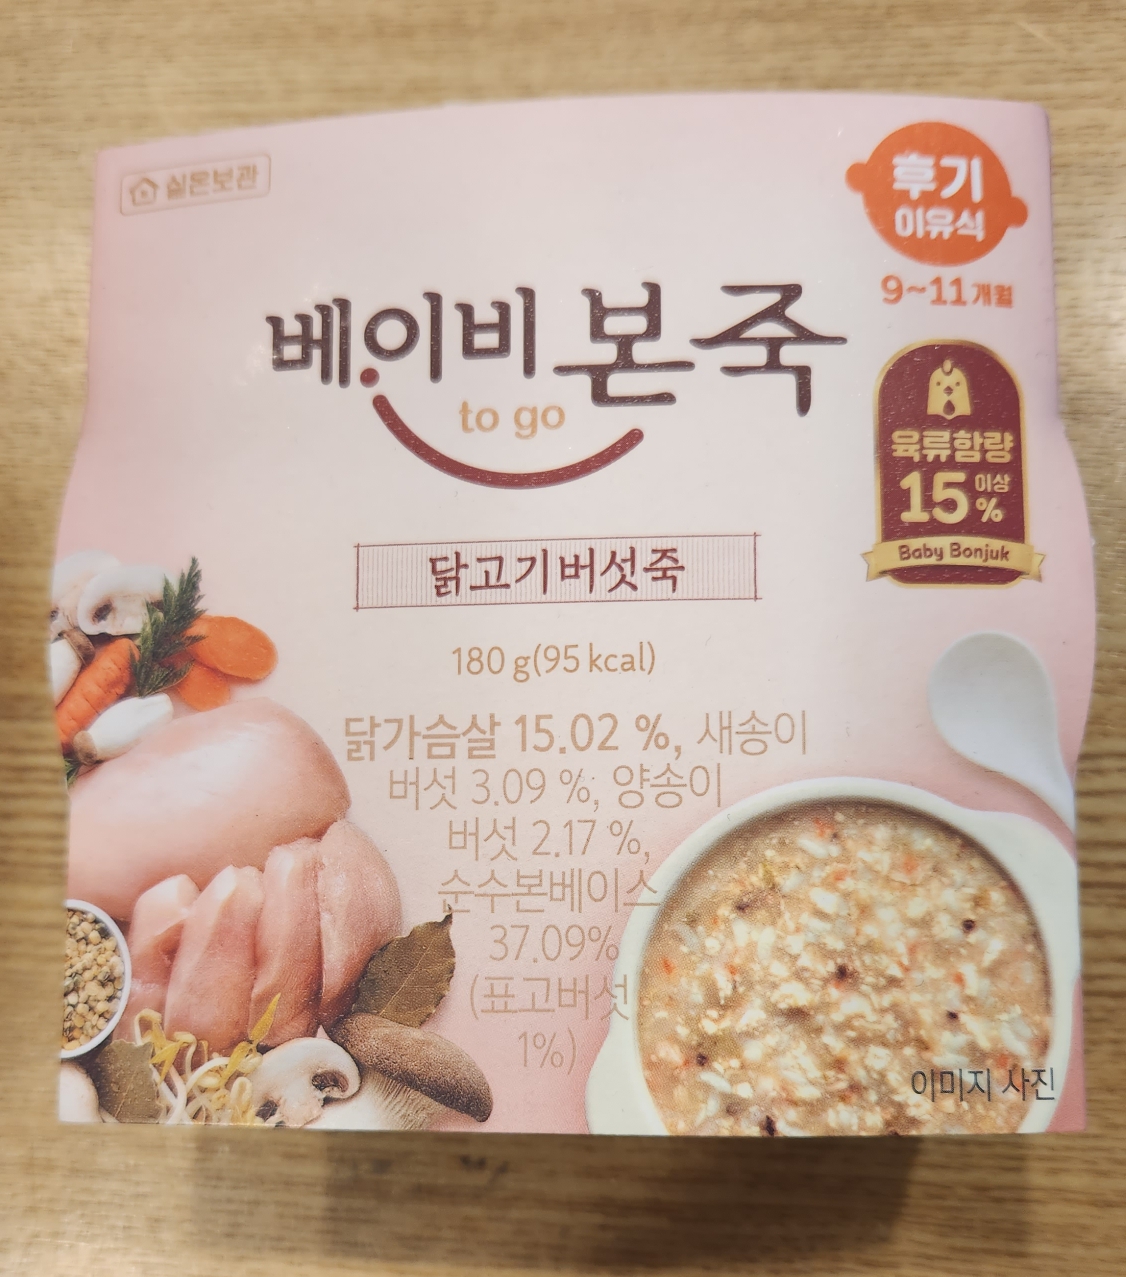 실온보관
후기
이유식
9~11개월
베이비본죽
to go
육류함량
15 이상 %
Baby Bonjuk
닭고기버섯죽
180 g(95 kcal)
닭가슴살 15.02 %, 새송이
버섯 3.09 %, 양송이
버섯 2.17 %,
순수본베이스
37.09%
(표고버섯
1%)
이미지 사진